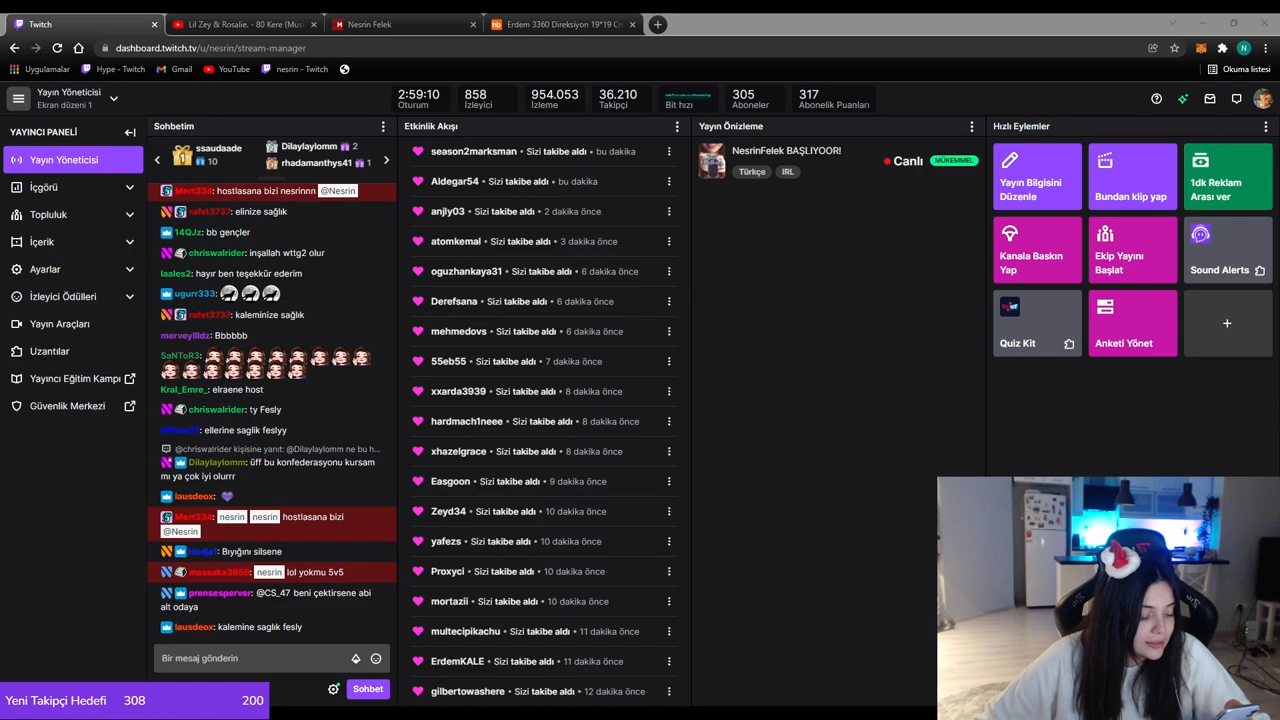 Twitch
Lil Zey & Rosalie. - 80 Kere (Mus
Nesrin Felek
Erdem 3360 Direksiyon 19*19 Cr
dashboard.twitch.tv/u/nesrin/stream-manager
Uygulamalar
Hype - Twitch
Gmail
YouTube
nesrin - Twitch
Okuma listesi
Yayın Yöneticisi
Ekran düzeni 1
2:59:10
Oturum
858
İzleyici
954.053
İzleme
36.210
Takipçi
Bit hızı
305
Aboneler
317
Abonelik Puanları
YAYINCI PANELİ
Yayın Yöneticisi
İçgörü
Topluluk
İçerik
Ayarlar
İzleyici Ödülleri
Yayın Araçları
Uzantılar
Yayıncı Eğitim Kampı
Güvenlik Merkezi
Sohbetim
ssaudaade
10
Dilaylaylomm 2
rhadamanthys41 1
Mert334: hostlasana bizi nesrinnn @Nesrin
rsfet3737: elinize sağlık
14QJz: bb gençler
chriswalrider: inşallah wttg2 olur
laales2: hayır ben teşekkür ederim
ugurr333:
rsfet3737: kaleminize sağlık
merveyllldz: Bbbbbb
SaNToR3:
Kral_Emre_: elraene host
chriswalrider: ty Fesly
ellerine saglik feslyy
@chriswalrider kişisine yanıt: @Dilaylaylomm ne bu h...
Dilaylaylomm: üff bu konfederasyonu kursam
mı ya çok iyi olurrr
lausdeox:
Mert334: nesrin nesrin hostlasana bizi
@Nesrin
Hodja1: Bıyığını silsene
massaka3650: nesrin lol yokmu 5v5
prensesperver: @CS_47 beni çektirsene abi
alt odaya
lausdeox: kalemine saglık fesly
Bir mesaj gönderin
Sohbet
Etkinlik Akışı
season2marksman • Sizi takibe aldı • bu dakika
Aldegar54 • Sizi takibe aldı • bu dakika
anjly03 • Sizi takibe aldı • 2 dakika önce
atomkemal • Sizi takibe aldı • 3 dakika önce
oguzhankaya31 • Sizi takibe aldı • 6 dakika önce
Derefsana • Sizi takibe aldı • 6 dakika önce
mehmedovs • Sizi takibe aldı • 6 dakika önce
55eb55 • Sizi takibe aldı • 7 dakika önce
xxarda3939 • Sizi takibe aldı • 8 dakika önce
hardmach1neee • Sizi takibe aldı • 8 dakika önce
xhazelgrace • Sizi takibe aldı • 8 dakika önce
Easgoon • Sizi takibe aldı • 9 dakika önce
Zeyd34 • Sizi takibe aldı • 10 dakika önce
yafezs • Sizi takibe aldı • 10 dakika önce
Proxyci • Sizi takibe aldı • 10 dakika önce
mortazii • Sizi takibe aldı • 10 dakika önce
multecipikachu • Sizi takibe aldı • 11 dakika önce
ErdemKALE • Sizi takibe aldı • 11 dakika önce
gilbertowashere • Sizi takibe aldı • 12 dakika önce
Yayın Önizleme
NesrinFelek BAŞLIYOOR!
Türkçe
IRL
Canlı
MÜKEMMEL
Hızlı Eylemler
Yayın Bilgisini
Düzenle
Bundan klip yap
1dk Reklam
Arası ver
Kanala Baskın
Yap
Ekip Yayını
Başlat
Sound Alerts
Quiz Kit
Anketi Yönet
Yeni Takipçi Hedefi 308 200